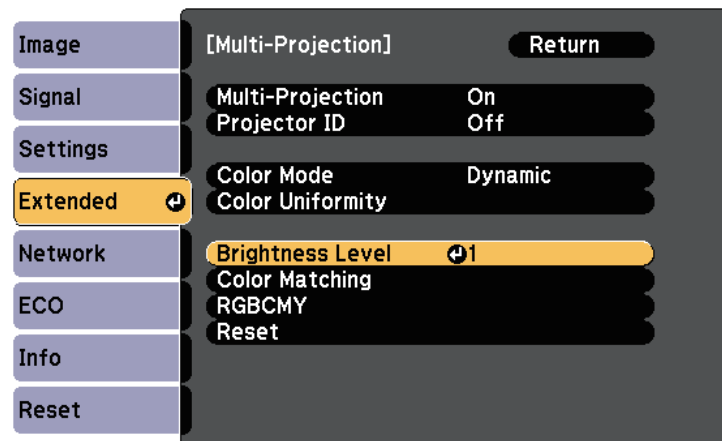 Image
Signal
Settings
Extended
Network
ECO
Info
Reset
[Multi-Projection] Return
Multi-Projection On
Projector ID Off
Color Mode Dynamic
Color Uniformity
Brightness Level 1
Color Matching
RGBCMY
Reset